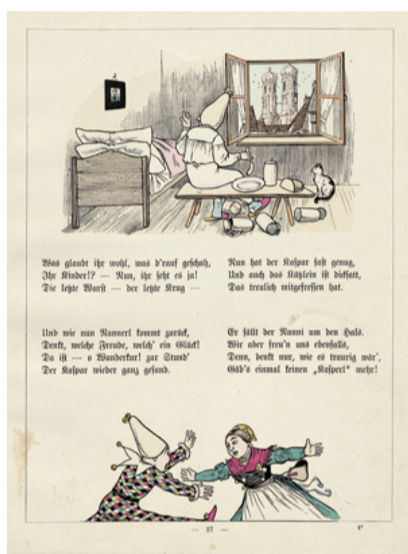 Was glaubt ihr wohl, was d'rauf geschah,
Ihr Kinder!? — Nun, ihr seht es ja!
Die letzte Wurst — der letzte Krug —
Nun hat der Kaspar fast genug,
Und auch das Kätzlein ist dicksatt,
Das treulich mitgefressen hat.
Und wie nun Nannerl kommt zurück,
Denkt, welche Freude, welch' ein Glück!
Da ist — o Wunderkur! zur Stund'
Der Kaspar wieder ganz gesund.
Er fällt der Nanni um den Hals.
Wie aber freu'n uns ebenfalls,
Denn, denkt nur, wie es traurig wär',
Gäb's einmal keinen „Kasperl“ mehr!
— 27 —
4*